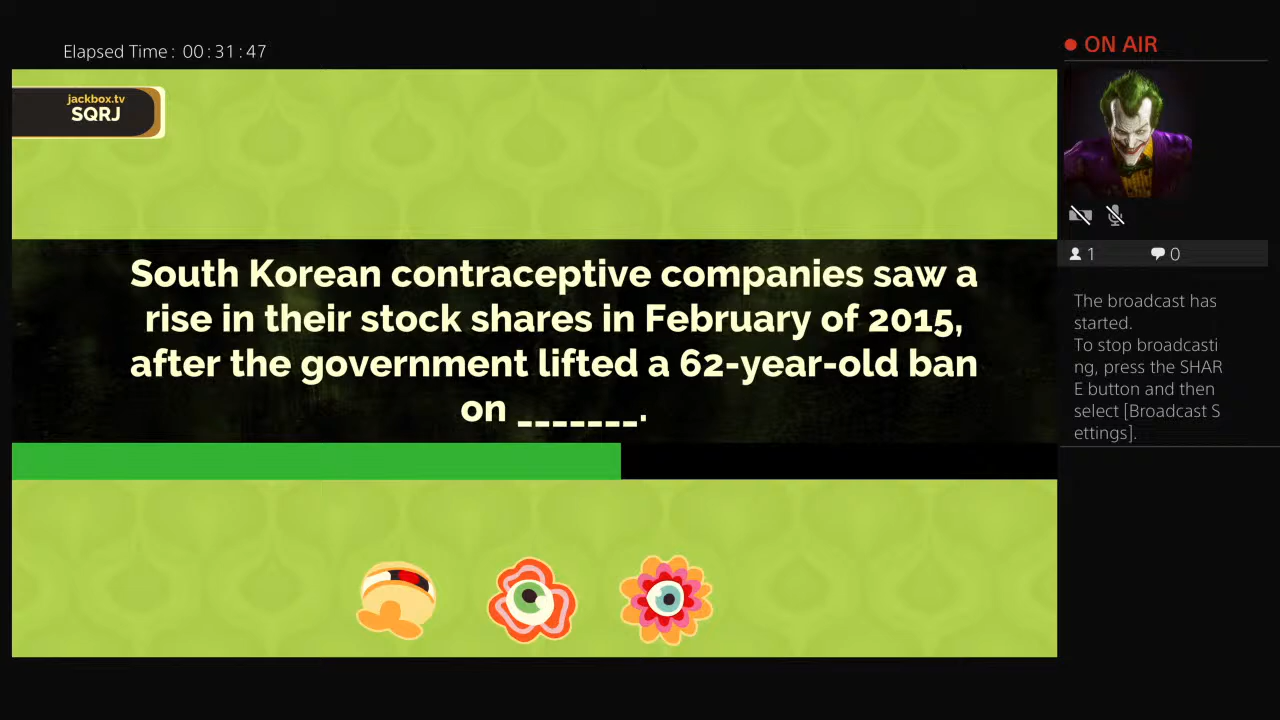 Elapsed Time: 00:31:47
ON AIR
jackbox.tv
SQRJ
South Korean contraceptive companies saw a
rise in their stock shares in February of 2015,
after the government lifted a 62-year-old ban
on _______.
1
0
The broadcast has
started.
To stop broadcasti
ng, press the SHAR
E button and then
select [Broadcast S
ettings].